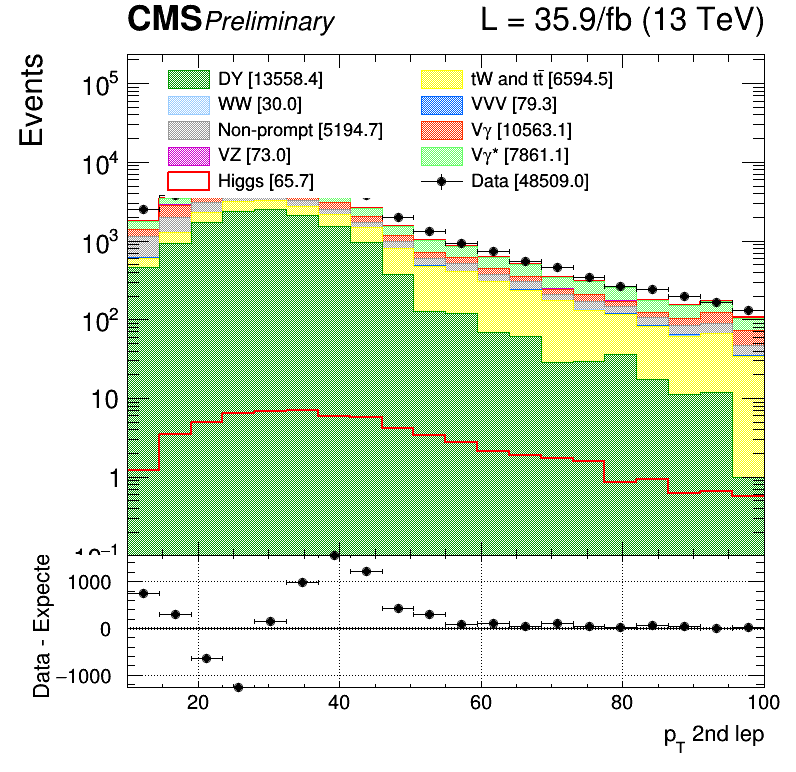 CMS Preliminary L = 35.9/fb (13 TeV)
Events
DY [13558.4] tW and tt̄ [6594.5]
WW [30.0] VVV [79.3]
Non-prompt [5194.7] Vγ [10563.1]
VZ [73.0] Vγ* [7861.1]
Higgs [65.7] Data [48509.0]
10⁵
10⁴
10³
10²
10
1
10⁻¹
Data - Expecte
1000
0
−1000
20 40 60 80 100
p_T 2nd lep